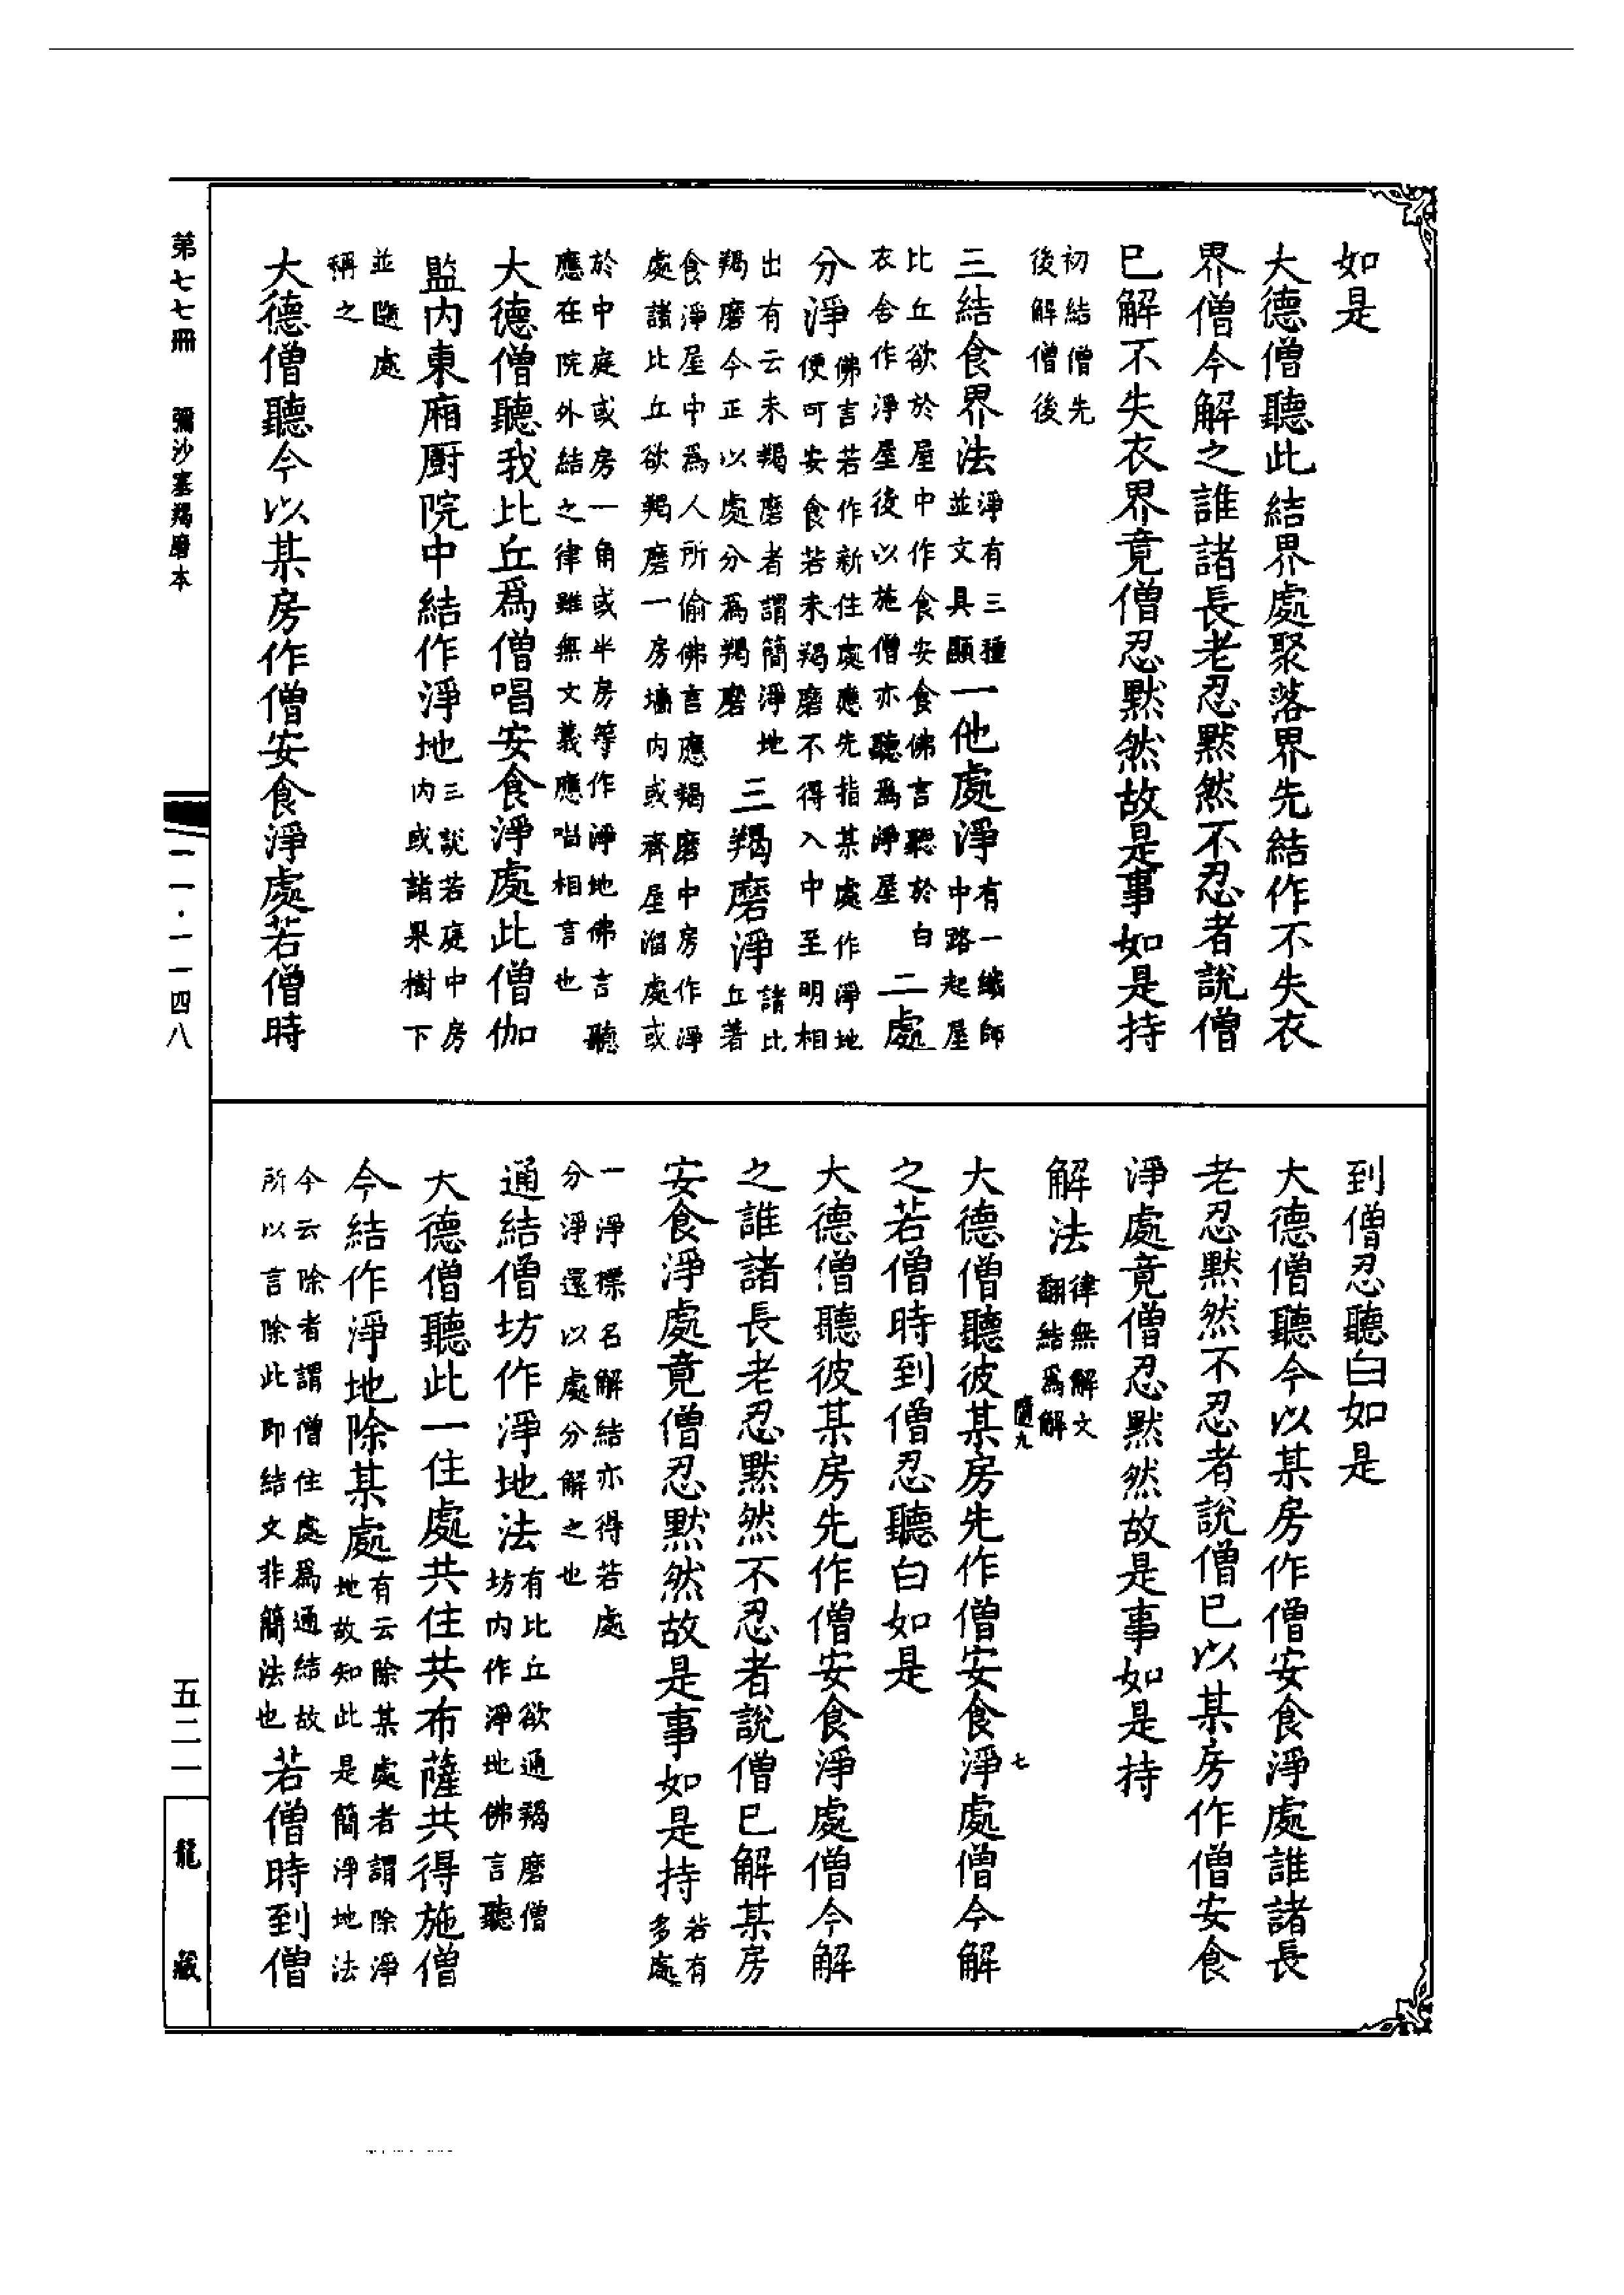 如是
大德僧聽此結界處聚落界先結作不失衣
界僧今解之誰諸長老忍默然不忍者說僧
已解不失衣界竟僧忍默然故是事如是持
初結僧先
後解僧後
三結食界法
淨有三種
並文具顯
一他處淨
有一織師
中路起屋
比丘欲於屋中作食安食佛言聽於白
衣舍作淨屋後以施僧亦聽為淨屋
二處
分淨
佛言若作新住處應先指某處作淨地
便可安食若未羯磨不得入中至明相
出有云未羯磨者謂簡淨地
羯磨今正以處分為羯磨
三羯磨淨
諸比
丘著
食淨屋中為人所偷佛言應羯磨中房作淨
處諸比丘欲羯磨一房墻內或齊屋溜處或
於中庭或房一角或半房等作淨地佛言聽
應在院外結之律雖無文義應唱相言也
大德僧聽我比丘為僧唱安食淨處此僧伽
監內東廂厨院中結作淨地
三說若庭中房
內或諸果樹下
並隨處
稱之
大德僧聽今以某房作僧安食淨處若僧時
到僧忍聽白如是
大德僧聽今以某房作僧安食淨處誰諸長
老忍默然不忍者說僧已以某房作僧安食
淨處竟僧忍默然故是事如是持
解法
律無解文
翻結為解
隨九
七
大德僧聽彼某房先作僧安食淨處僧今解
之若僧時到僧忍聽白如是
大德僧聽彼某房先作僧安食淨處僧今解
之誰諸長老忍默然不忍者說僧已解某房
安食淨處竟僧忍默然故是事如是持
若有
多處
一淨標名解結亦得若處
分淨還以處分解之也
通結僧坊作淨地法
有比丘欲通羯磨僧
坊內作淨地佛言聽
大德僧聽此一住處共住共布薩共得施僧
今結作淨地除某處
有云除某處者謂除淨
地故知此是簡淨地法
今云除者謂僧住處為通結故
所以言除此即結文非簡法也
若僧時到僧
第七七冊 彌沙塞羯磨本
一一·一一四八
五二一
龍藏